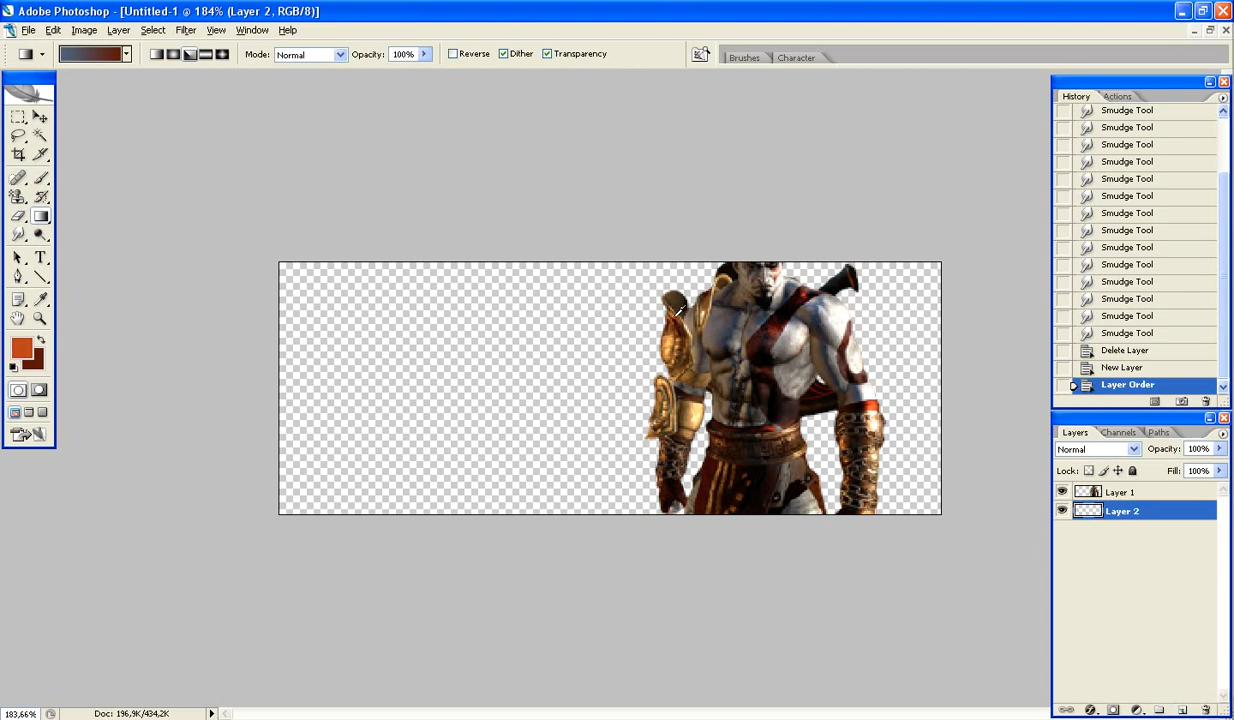 Adobe Photoshop - [Untitled-1 @ 184% (Layer 2, RGB/8)]
File Edit Image Layer Select Filter View Window Help
Mode: Normal Opacity: 100% Reverse Dither Transparency Brushes Character
History Actions
Smudge Tool
Smudge Tool
Smudge Tool
Smudge Tool
Smudge Tool
Smudge Tool
Smudge Tool
Smudge Tool
Smudge Tool
Smudge Tool
Smudge Tool
Smudge Tool
Smudge Tool
Smudge Tool
Delete Layer
New Layer
Layer Order
Layers Channels Paths
Normal Opacity: 100%
Lock: Fill: 100%
Layer 1
Layer 2
T
183,66% Doc: 196,9K/434,2K